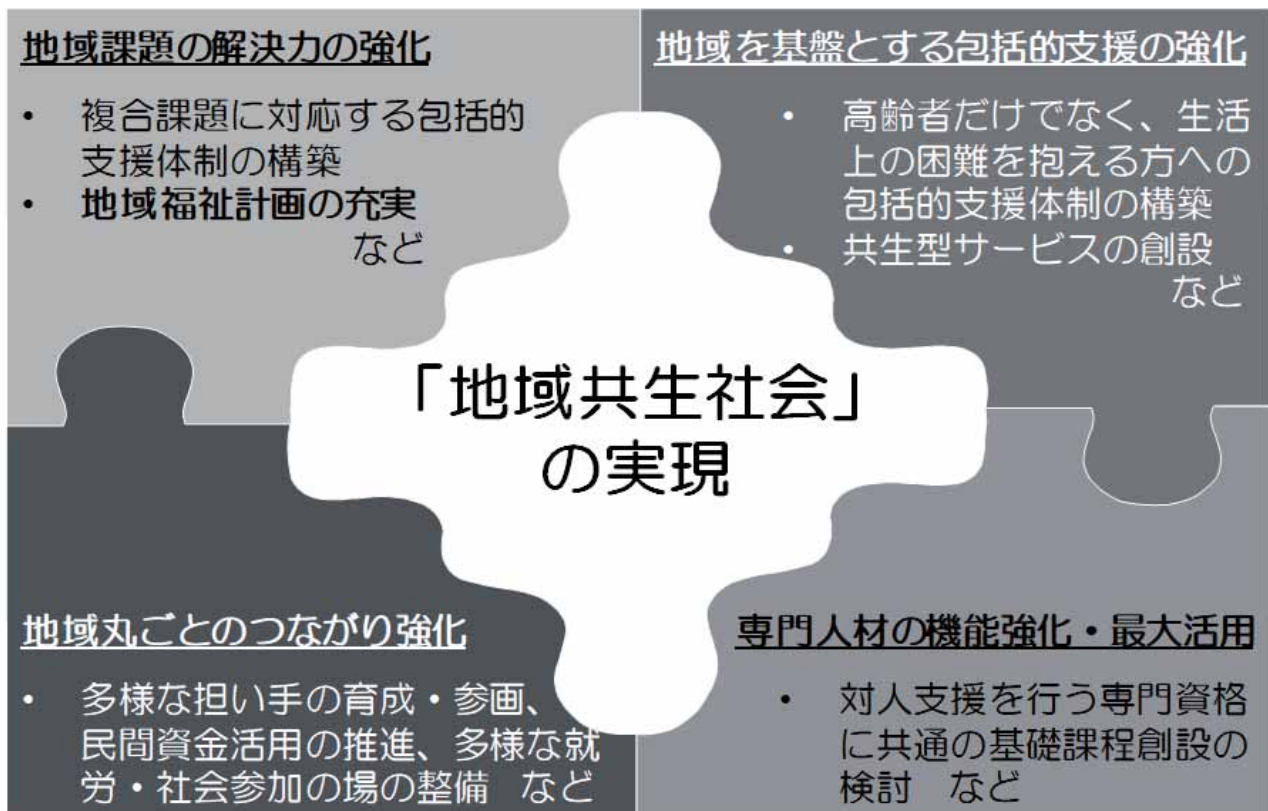 地域課題の解決力の強化
• 複合課題に対応する包括的
支援体制の構築
• 地域福祉計画の充実
など
地域を基盤とする包括的支援の強化
• 高齢者だけでなく、生活
上の困難を抱える方への
包括的支援体制の構築
• 共生型サービスの創設
など
「地域共生社会」
の実現
地域丸ごとのつながり強化
• 多様な担い手の育成・参画、
民間資金活用の推進、多様な就
労・社会参加の場の整備 など
専門人材の機能強化・最大活用
• 対人支援を行う専門資格
に共通の基礎課程創設の
検討 など